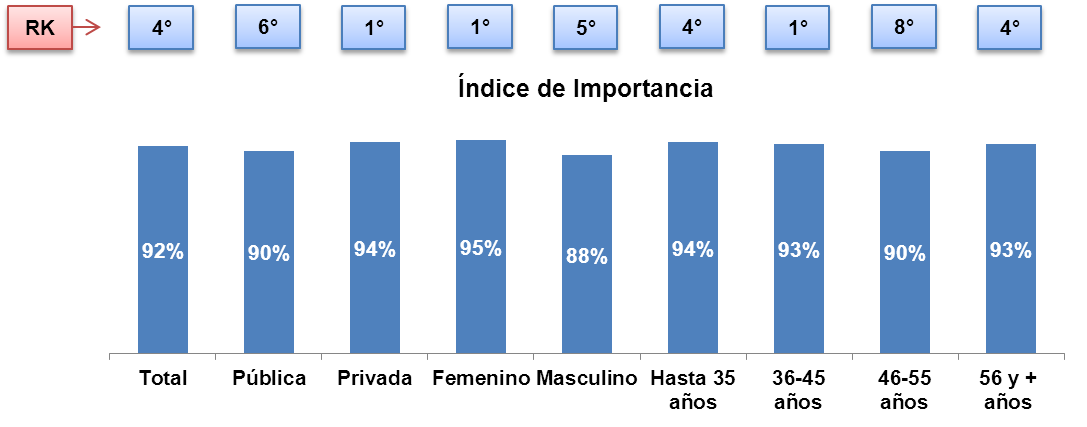 RK 4° 6° 1° 1° 5° 4° 1° 8° 4°
Índice de Importancia
92% 90% 94% 95% 88% 94% 93% 90% 93%
Total Pública Privada Femenino Masculino Hasta 35 36-45 46-55 56 y +
años años años años